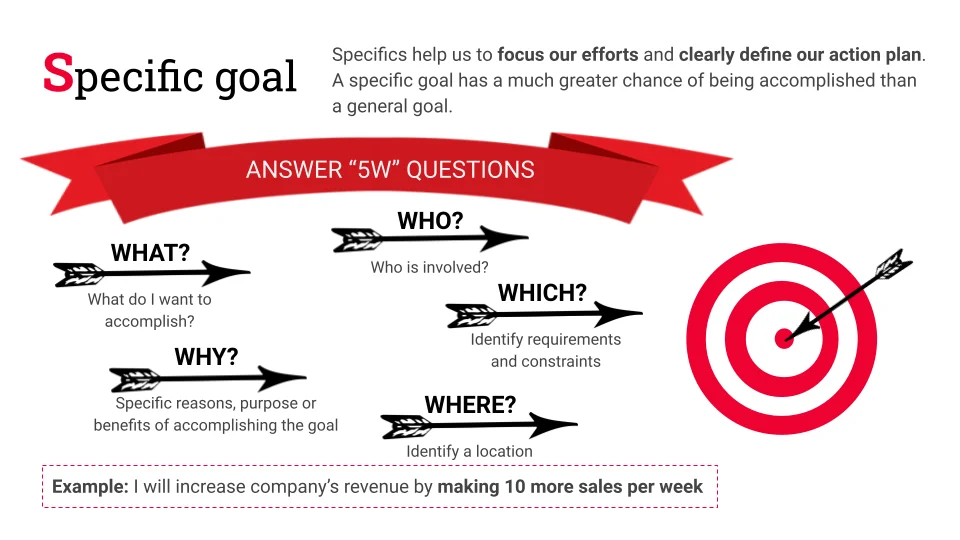 Specific goal
Specifics help us to focus our efforts and clearly define our action plan.
A specific goal has a much greater chance of being accomplished than
a general goal.
ANSWER “5W” QUESTIONS
WHO?
Who is involved?
WHAT?
What do I want to
accomplish?
WHICH?
Identify requirements
and constraints
WHY?
Specific reasons, purpose or
benefits of accomplishing the goal
WHERE?
Identify a location
Example: I will increase company’s revenue by making 10 more sales per week